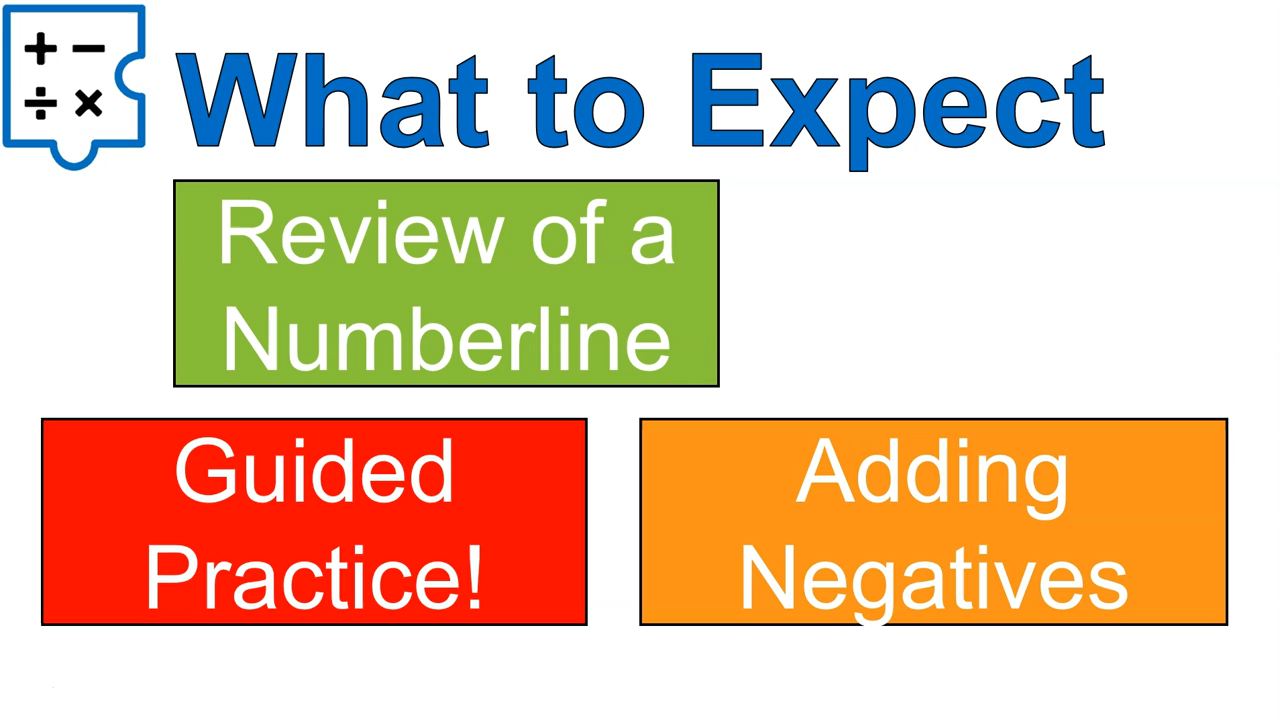 + −
÷ ×
What to Expect
Review of a
Numberline
Guided
Practice!
Adding
Negatives